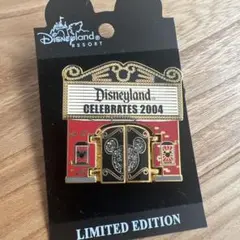 Disneyland
RESORT
Disneyland
CELEBRATES 2004
LIMITED EDITION